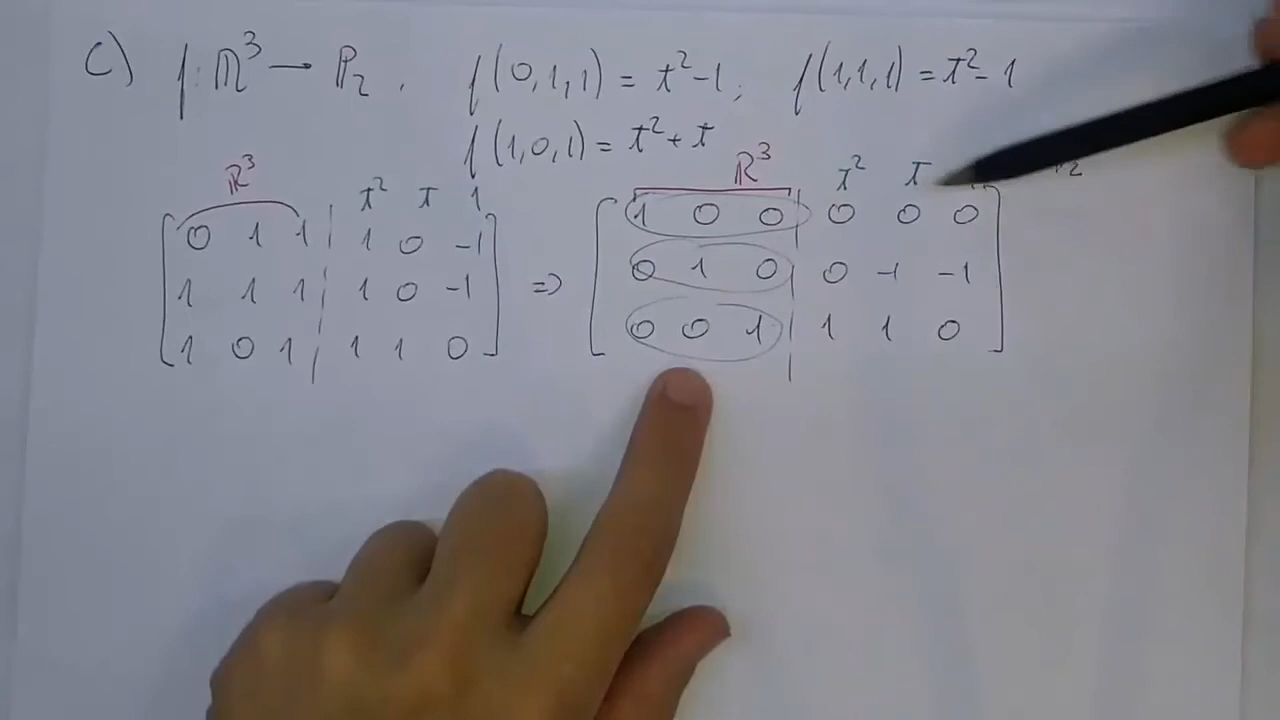 C) f: ℝ³ → P₂, f(0,1,1) = t²-1; f(1,1,1) = t²-1
f(1,0,1) = t²+t
ℝ³ t² t 1 ℝ³ t² t
[ 0 1 1 | 1 0 -1 ] [ 1 0 0 | 0 0 0 ]
[ 1 1 1 | 1 0 -1 ] ⇒ [ 0 1 0 | 0 -1 -1 ]
[ 1 0 1 | 1 1 0 ] [ 0 0 1 | 1 1 0 ]